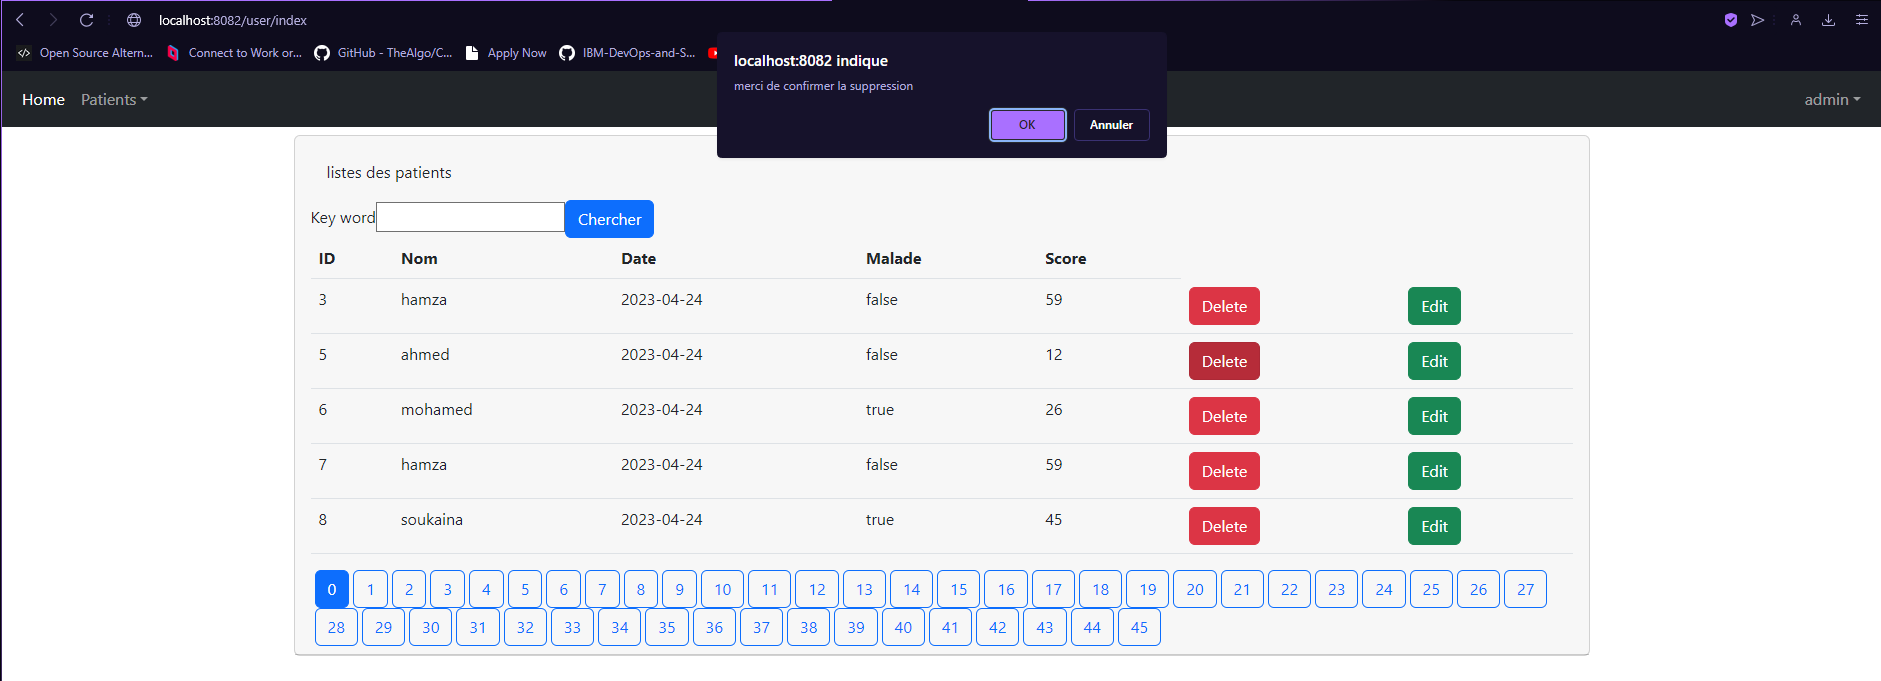 localhost:8082/user/index
Open Source Altern... Connect to Work or... GitHub - TheAlgo/C... Apply Now IBM-DevOps-and-S...
localhost:8082 indique
merci de confirmer la suppression
OK Annuler
Home Patients admin
listes des patients
Key word Chercher
ID Nom Date Malade Score
3 hamza 2023-04-24 false 59 Delete Edit
5 ahmed 2023-04-24 false 12 Delete Edit
6 mohamed 2023-04-24 true 26 Delete Edit
7 hamza 2023-04-24 false 59 Delete Edit
8 soukaina 2023-04-24 true 45 Delete Edit
0 1 2 3 4 5 6 7 8 9 10 11 12 13 14 15 16 17 18 19 20 21 22 23 24 25 26 27
28 29 30 31 32 33 34 35 36 37 38 39 40 41 42 43 44 45